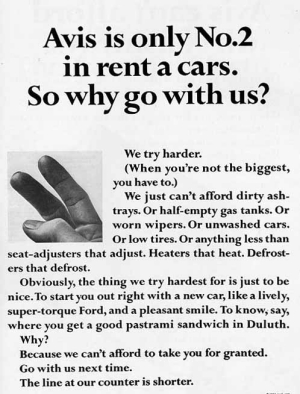 Avis is only No.2
in rent a cars.
So why go with us?
We try harder.
(When you're not the biggest,
you have to.)
We just can't afford dirty ash-
trays. Or half-empty gas tanks. Or
worn wipers. Or unwashed cars.
Or low tires. Or anything less than
seat-adjusters that adjust. Heaters that heat. Defrost-
ers that defrost.
Obviously, the thing we try hardest for is just to be
nice. To start you out right with a new car, like a lively,
super-torque Ford, and a pleasant smile. To know, say,
where you get a good pastrami sandwich in Duluth.
Why?
Because we can't afford to take you for granted.
Go with us next time.
The line at our counter is shorter.